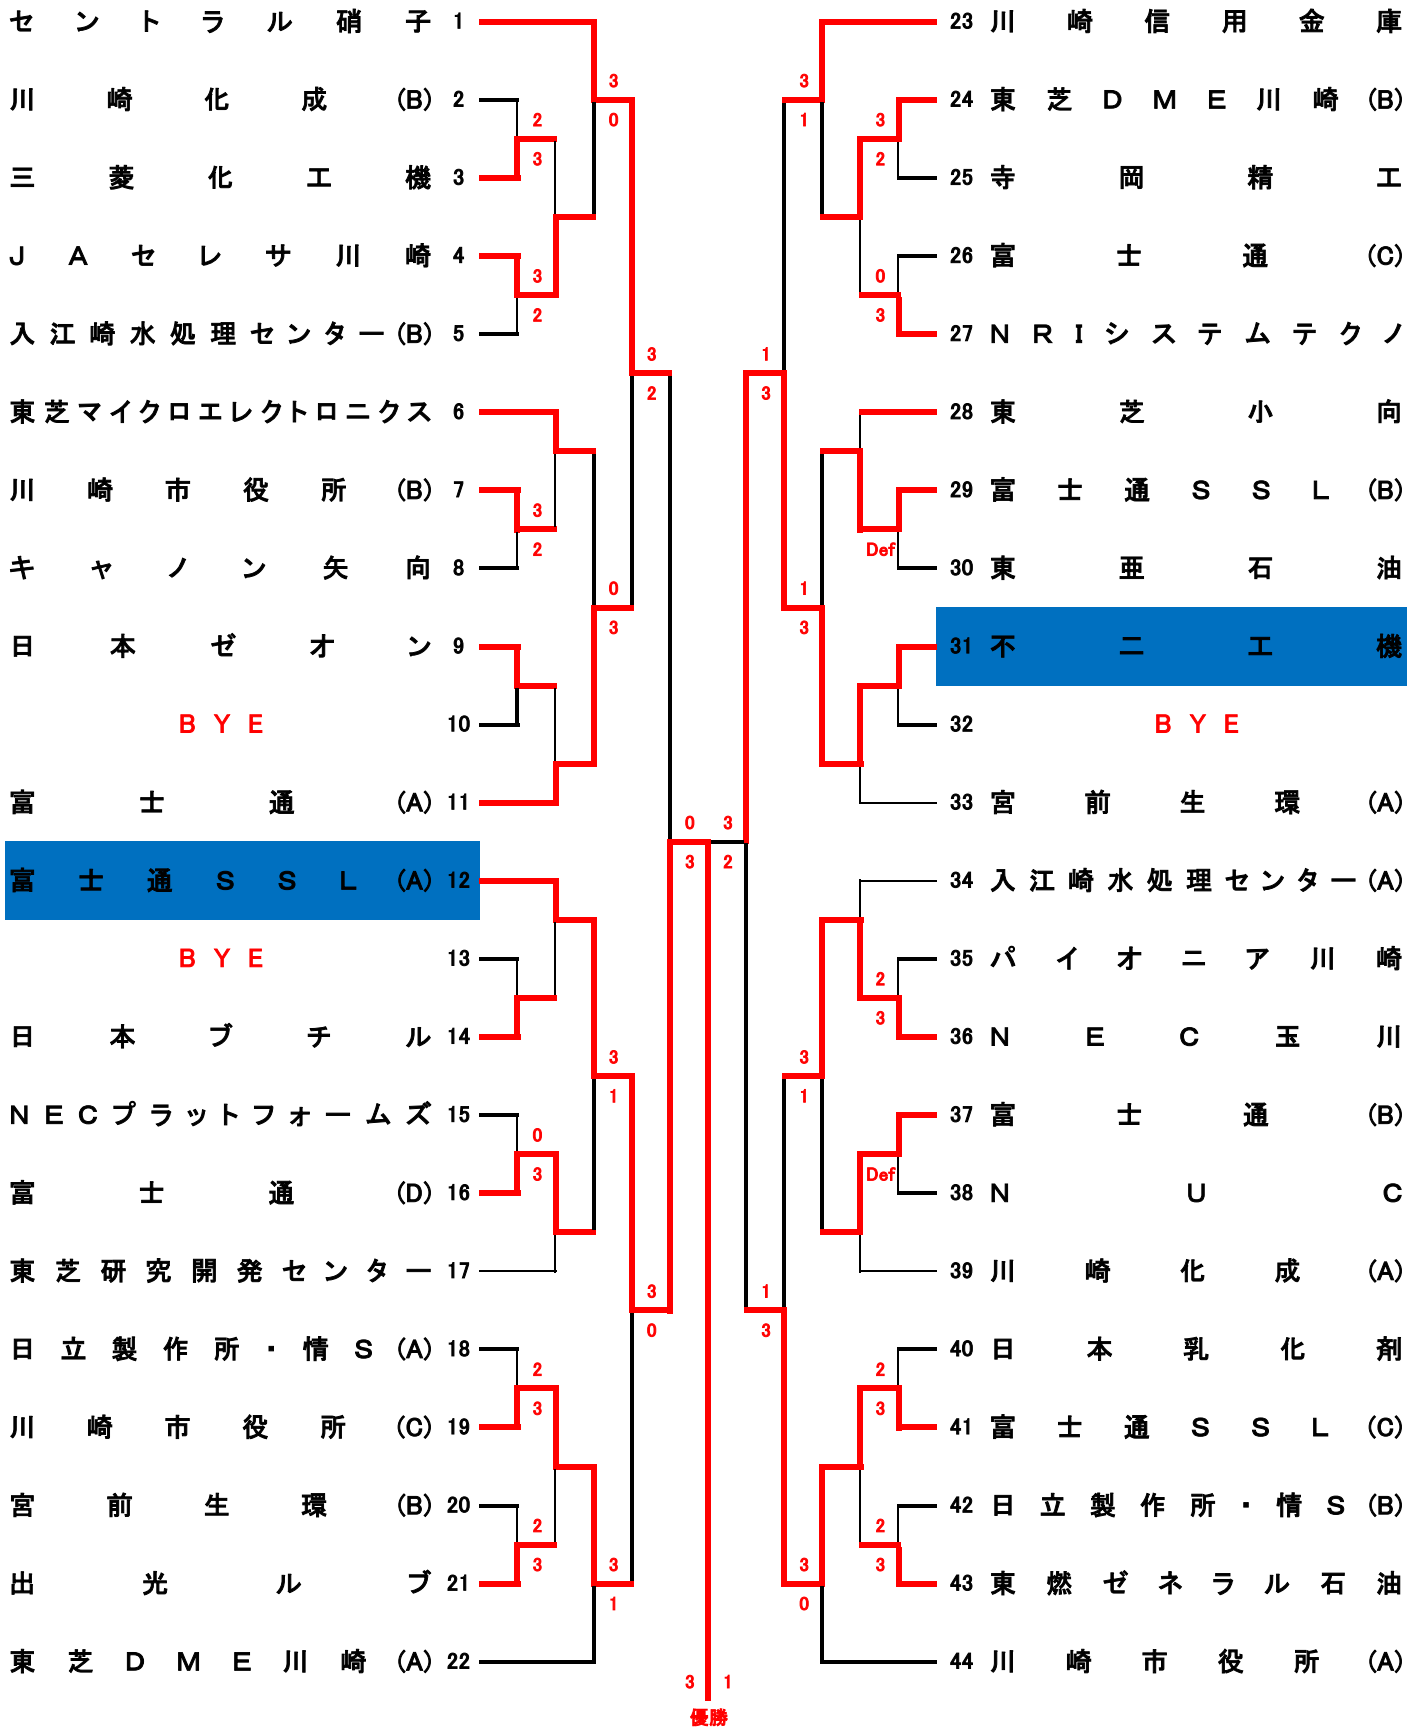 セントラル硝子 1
川崎化成(B) 2
三菱化工機 3
JAセレサ川崎 4
入江崎水処理センター(B) 5
東芝マイクロエレクトロニクス 6
川崎市役所(B) 7
キャノン矢向 8
日本ゼオン 9
BYE 10
富士通(A) 11
富士通SSL(A) 12
BYE 13
日本ブチル 14
NECプラットフォームズ 15
富士通(D) 16
東芝研究開発センター 17
日立製作所・情S(A) 18
川崎市役所(C) 19
宮前生環(B) 20
出光ルブ 21
東芝DME川崎(A) 22
2
3
3
2
3
2
0
3
2
3
2
3
3
0
0
3
3
1
3
1
3
2
3
0
0
3
3
2
3 1
優勝
1
3
1
3
3
1
1
3
3
1
3
0
3
2
0
3
Def
2
3
Def
2
3
2
3
23 川崎信用金庫
24 東芝DME川崎(B)
25 寺岡精工
26 富士通(C)
27 NRIシステムテクノ
28 東芝小向
29 富士通SSL(B)
30 東亜石油
31 不二工機
32 BYE
33 宮前生環(A)
34 入江崎水処理センター(A)
35 パイオニア川崎
36 NEC玉川
37 富士通(B)
38 NUC
39 川崎化成(A)
40 日本乳化剤
41 富士通SSL(C)
42 日立製作所・情S(B)
43 東燃ゼネラル石油
44 川崎市役所(A)